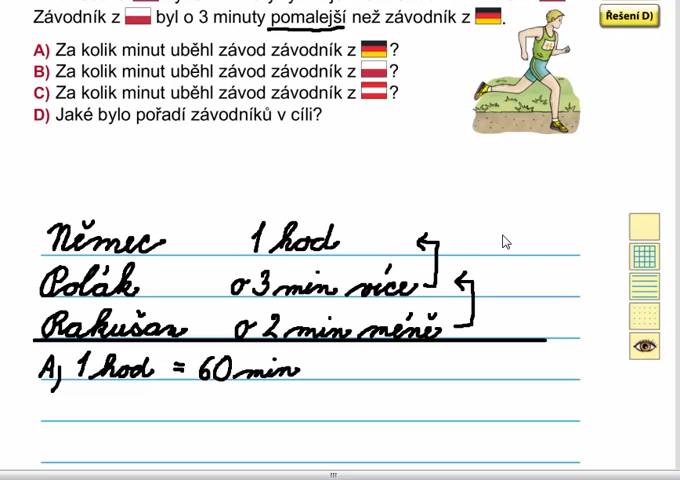 Závodník z byl o 3 minuty pomalejší než závodník z .
Řešení D)
A) Za kolik minut uběhl závod závodník z ?
B) Za kolik minut uběhl závod závodník z ?
C) Za kolik minut uběhl závod závodník z ?
D) Jaké bylo pořadí závodníků v cíli?
Němec 1 hod
Polák o 3 min více
Rakušan o 2 min méně
A, 1 hod = 60 min